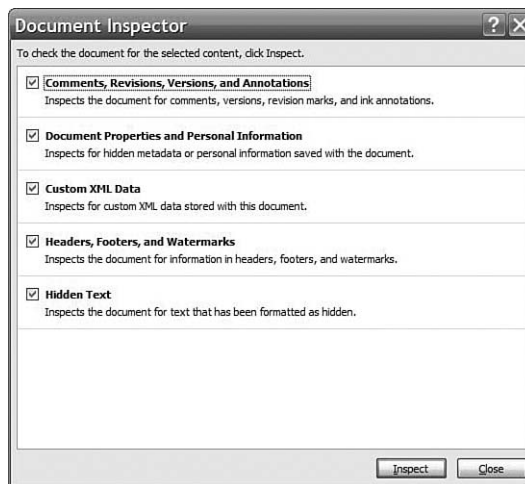 Document Inspector
To check the document for the selected content, click Inspect.
Comments, Revisions, Versions, and Annotations
Inspects the document for comments, versions, revision marks, and ink annotations.
Document Properties and Personal Information
Inspects for hidden metadata or personal information saved with the document.
Custom XML Data
Inspects for custom XML data stored with this document.
Headers, Footers, and Watermarks
Inspects the document for information in headers, footers, and watermarks.
Hidden Text
Inspects the document for text that has been formatted as hidden.
Inspect Close